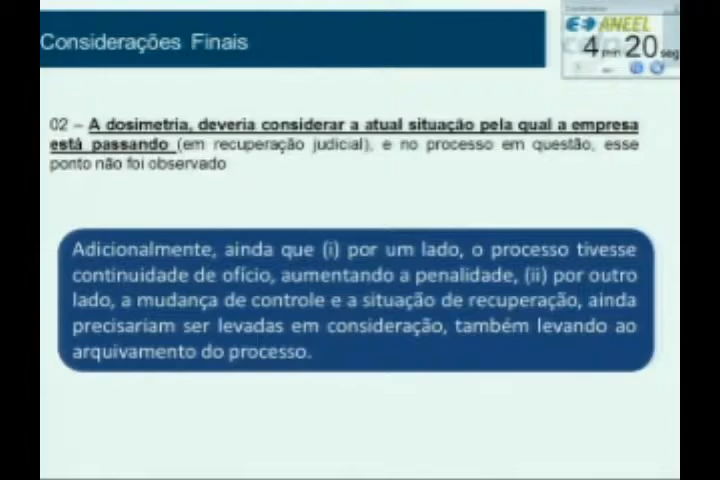 Considerações Finais
ANEEL
4 min 20 seg
02 – A dosimetria, deveria considerar a atual situação pela qual a empresa
está passando (em recuperação judicial), e no processo em questão, esse
ponto não foi observado
Adicionalmente, ainda que (i) por um lado, o processo tivesse
continuidade de ofício, aumentando a penalidade, (ii) por outro
lado, a mudança de controle e a situação de recuperação, ainda
precisariam ser levadas em consideração, também levando ao
arquivamento do processo.